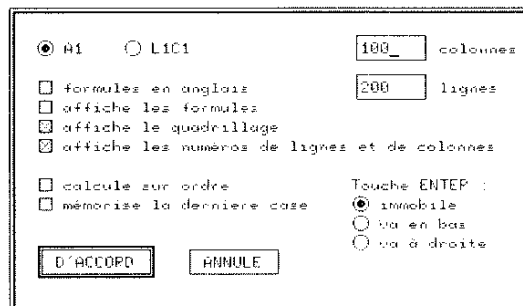 A1 L1C1 100_ colonnes
formules en anglais 200 lignes
affiche les formules
affiche le quadrillage
affiche les numéros de lignes et de colonnes
calcule sur ordre Touche ENTER :
mémorise la derniere case immobile
va en bas
va à droite
D'ACCORD ANNULE